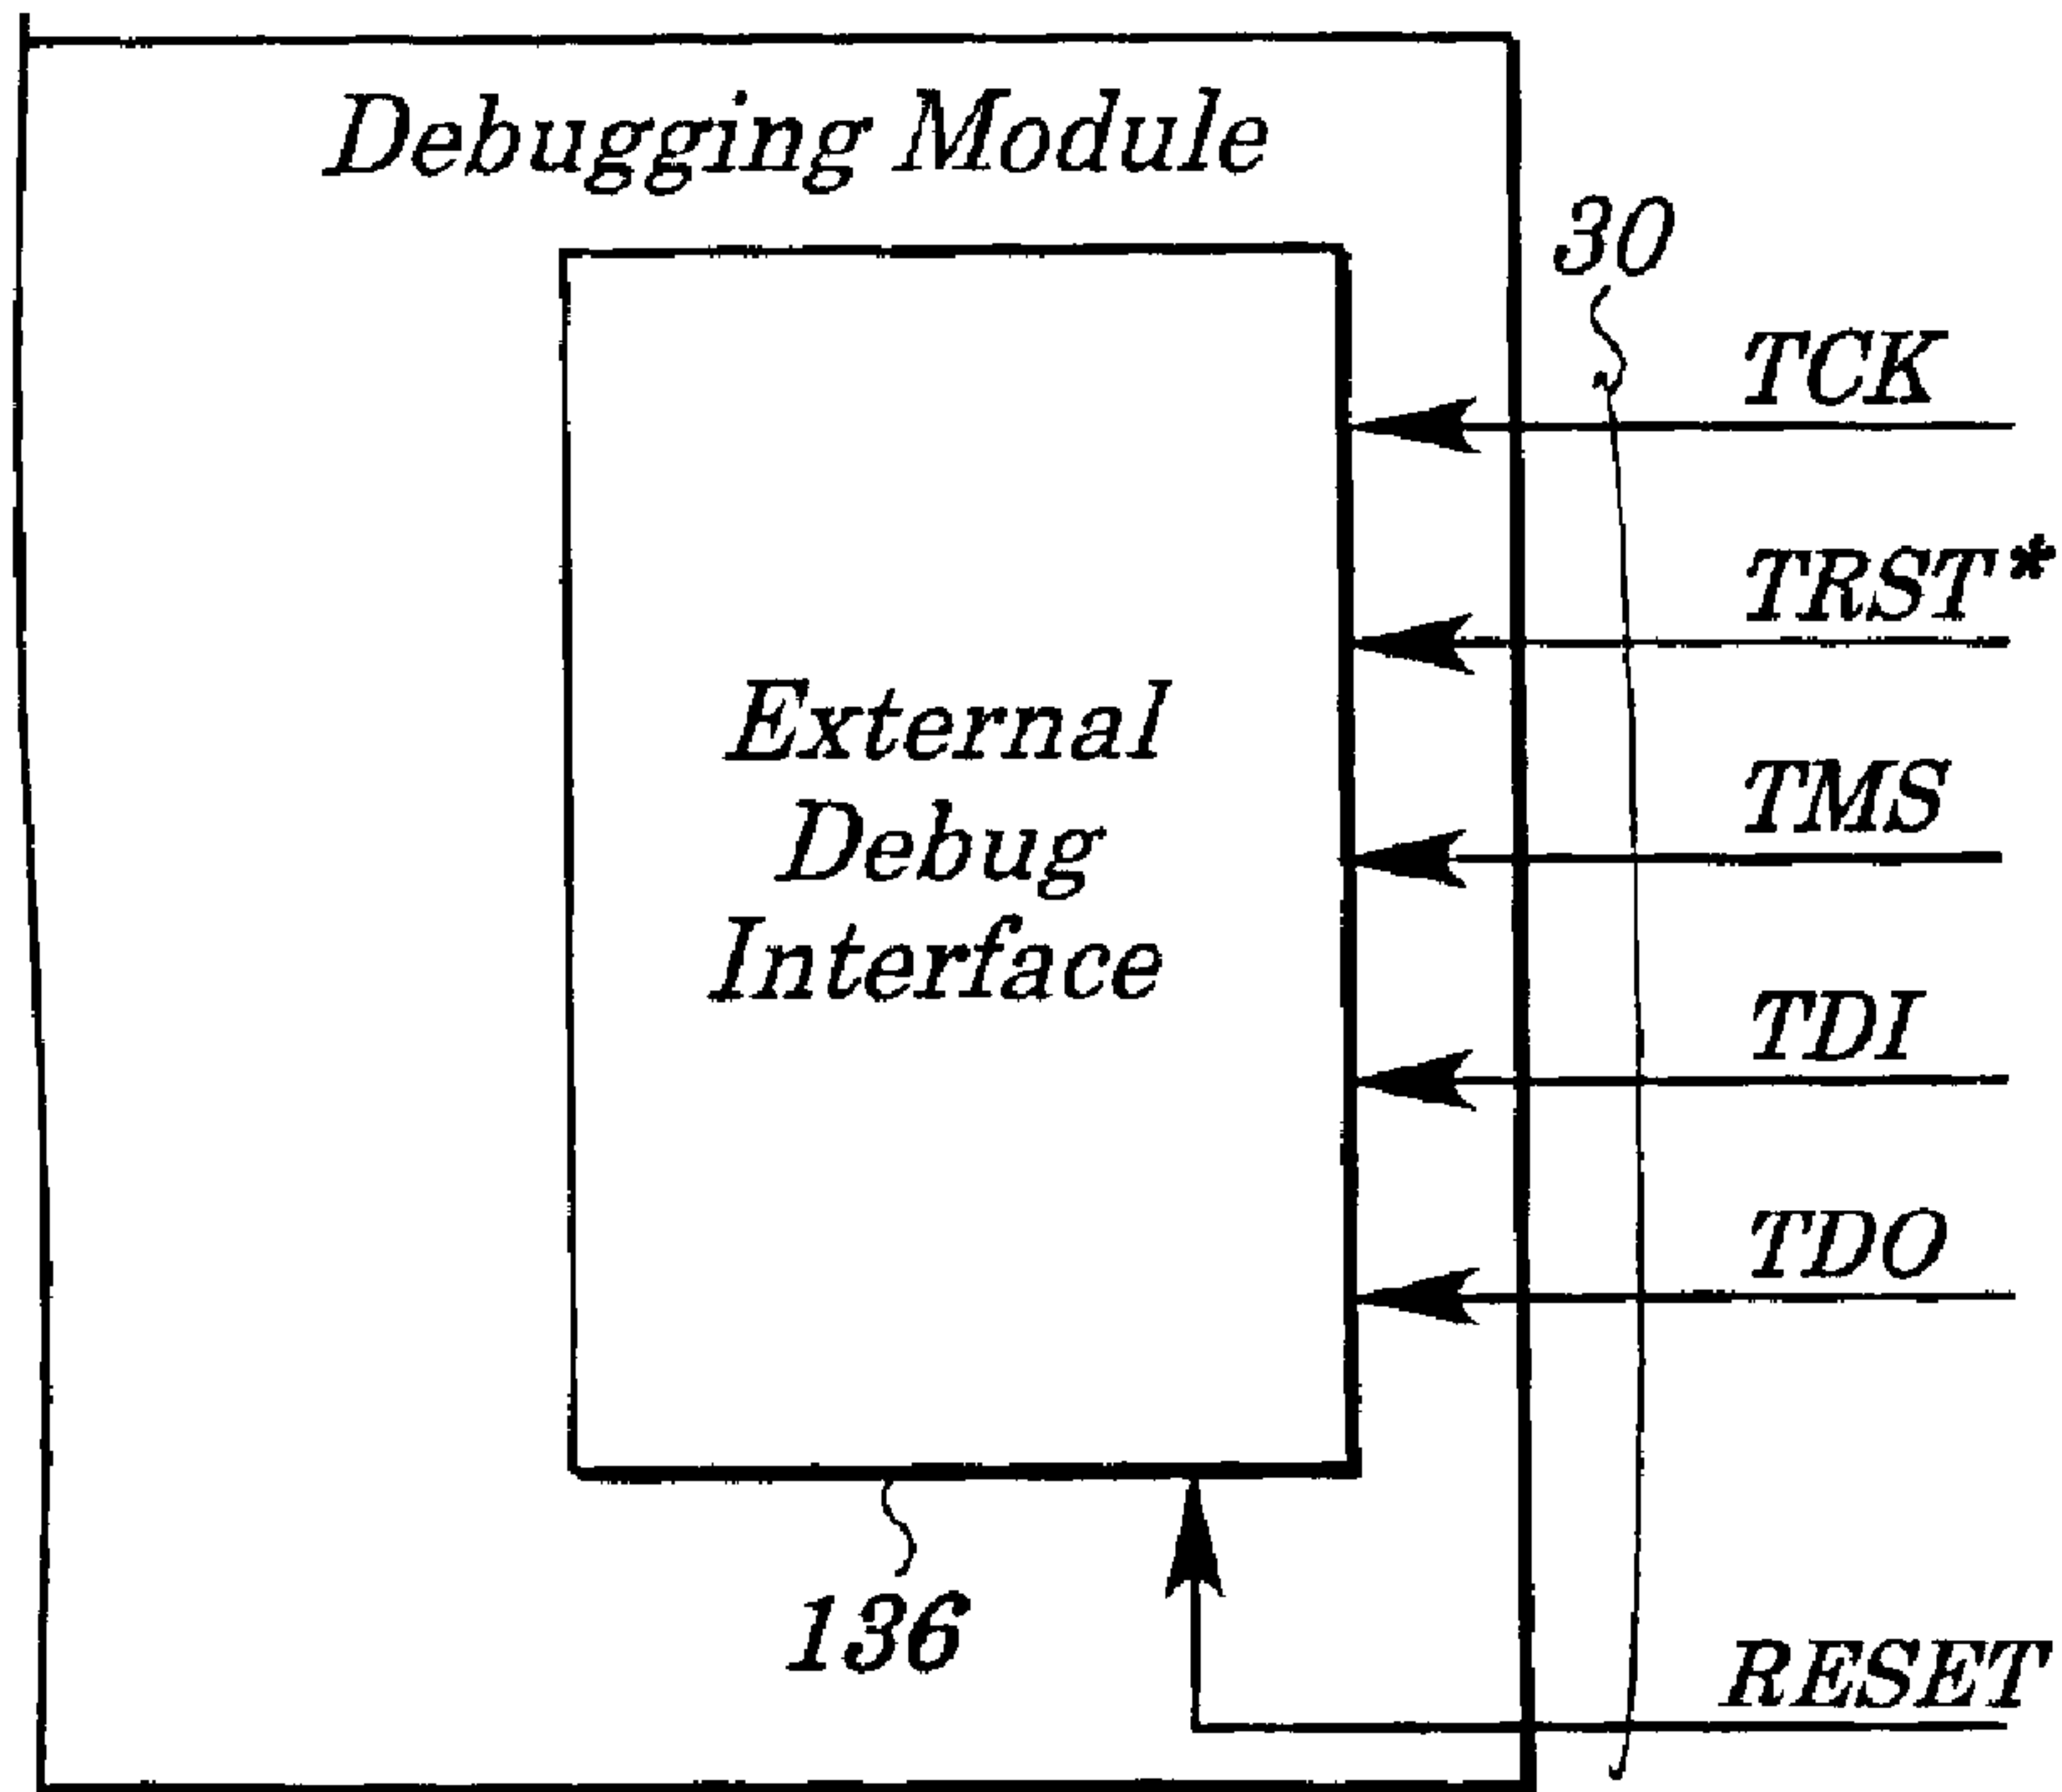 Debugging Module
30
TCK
TRST*
TMS
External
Debug
Interface
TDI
TDO
136
RESET